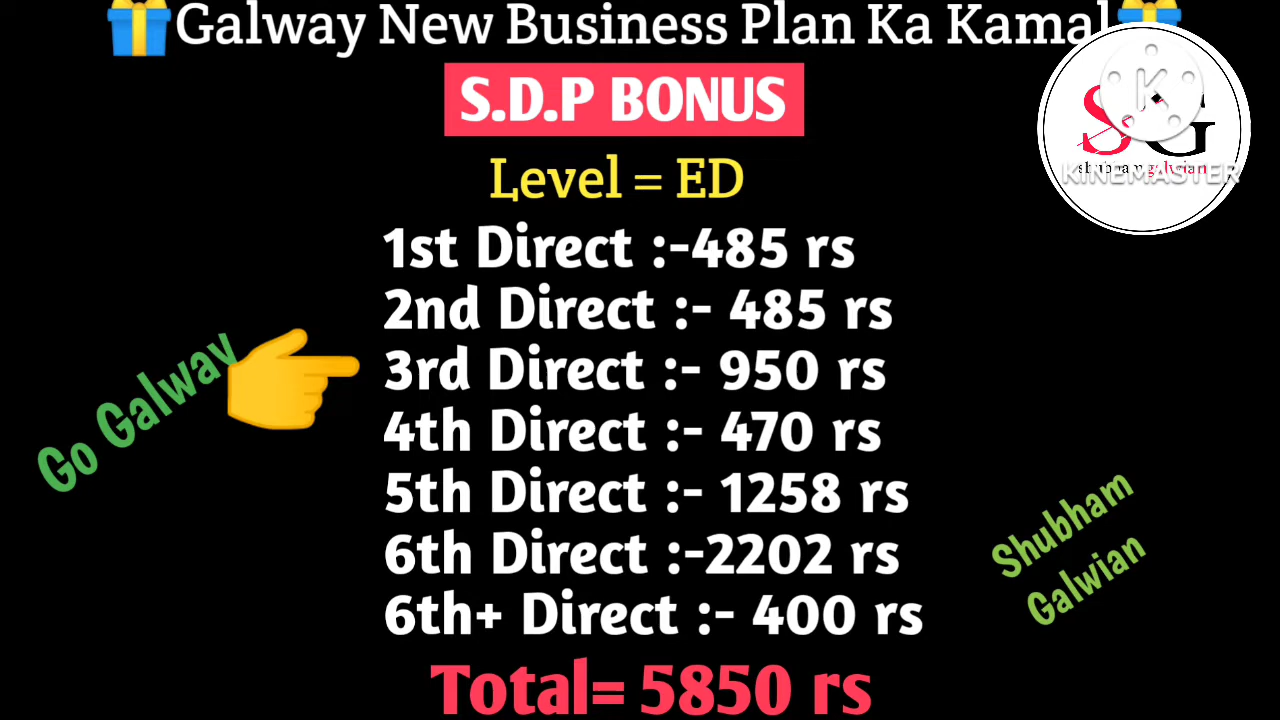 Galway New Business Plan Ka Kamal
S.D.P BONUS
Level = ED
1st Direct :-485 rs
2nd Direct :- 485 rs
3rd Direct :- 950 rs
4th Direct :- 470 rs
5th Direct :- 1258 rs
6th Direct :-2202 rs
6th+ Direct :- 400 rs
Total= 5850 rs
Go Galway
Shubham
Galwian
SG
K
shubham galwian
KINEMASTER